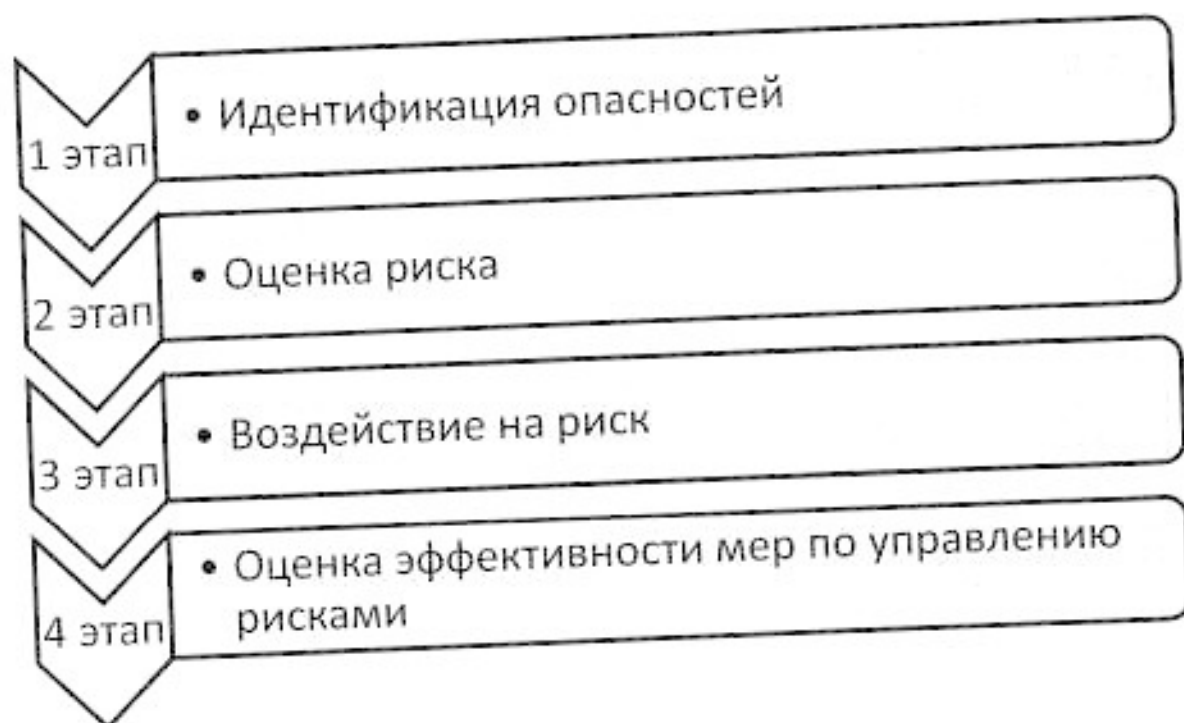 1 этап
• Идентификация опасностей
2 этап
• Оценка риска
3 этап
• Воздействие на риск
4 этап
• Оценка эффективности мер по управлению
рисками